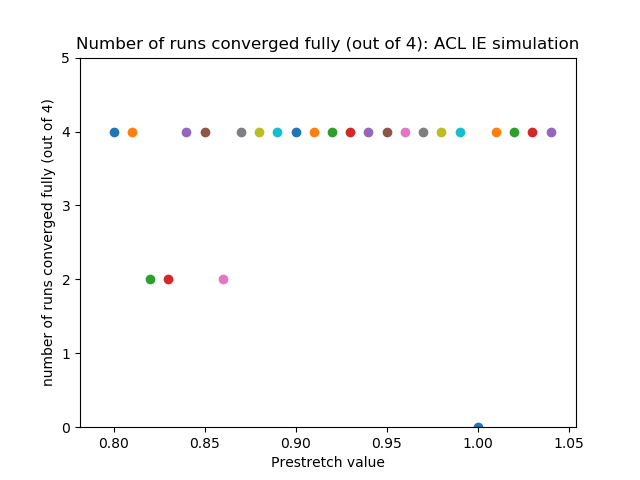 Number of runs converged fully (out of 4): ACL IE simulation
number of runs converged fully (out of 4)
5
4
3
2
1
0
0.80 0.85 0.90 0.95 1.00 1.05
Prestretch value